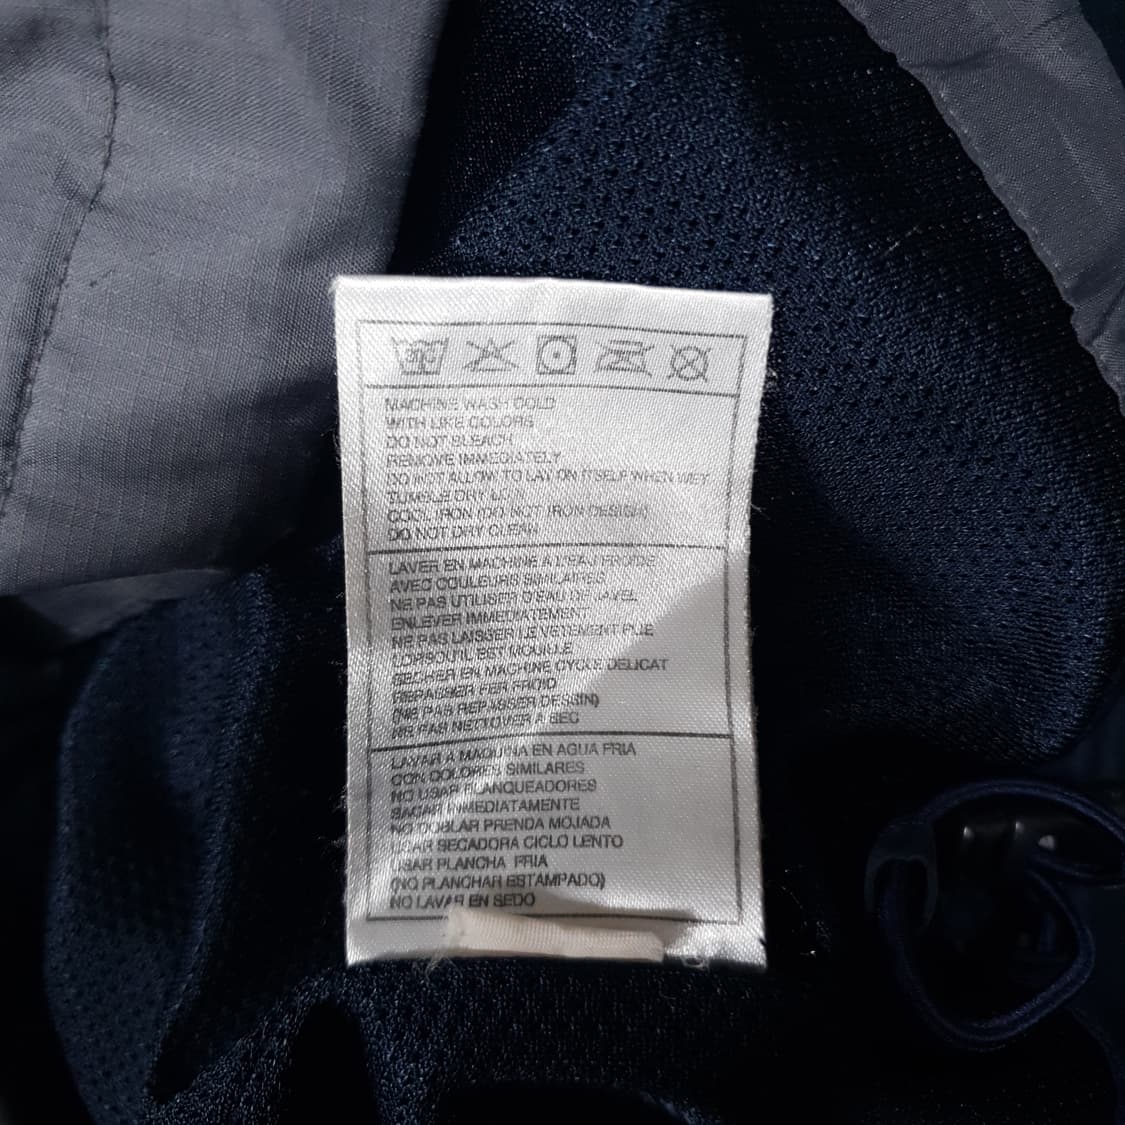 30C
MACHINE WASH COLD
WITH LIKE COLORS
DO NOT BLEACH
REMOVE IMMEDIATELY
DO NOT ALLOW TO LAY ON ITSELF WHEN WET
TUMBLE DRY LOW
COOL IRON (DO NOT IRON DESIGN)
DO NOT DRY CLEAN
LAVER EN MACHINE A L'EAU FROIDE
AVEC COULEURS SIMILAIRES
NE PAS UTILISER D'EAU DE JAVEL
ENLEVER IMMEDIATEMENT
NE PAS LAISSER LE VETEMENT PLIE
LORSQU'IL EST MOUILLE
SECHER EN MACHINE CYCLE DELICAT
REPASSER FER FROID
(NE PAS REPASSER DESSIN)
NE PAS NETTOYER A SEC
LAVAR A MAQUINA EN AGUA FRIA
CON DOLORES SIMILARES
NO USAR BLANQUEADORES
SACAR INMEDIATAMENTE
NO DOBLAR PRENDA MOJADA
USAR SECADORA CICLO LENTO
USAR PLANCHA FRIA
(NO PLANCHAR ESTAMPADO)
NO LAVAR EN SEDO